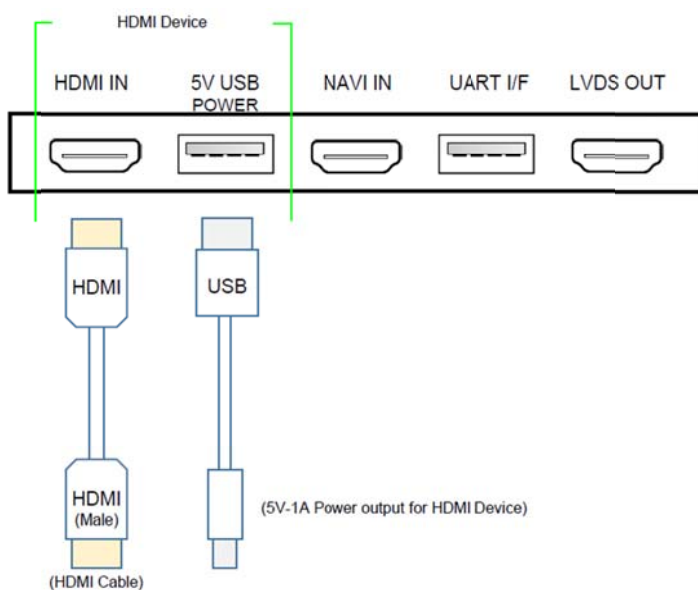 HDMI Device
HDMI IN
5V USB
POWER
NAVI IN
UART I/F
LVDS OUT
HDMI
USB
HDMI
(Male)
(5V-1A Power output for HDMI Device)
(HDMI Cable)